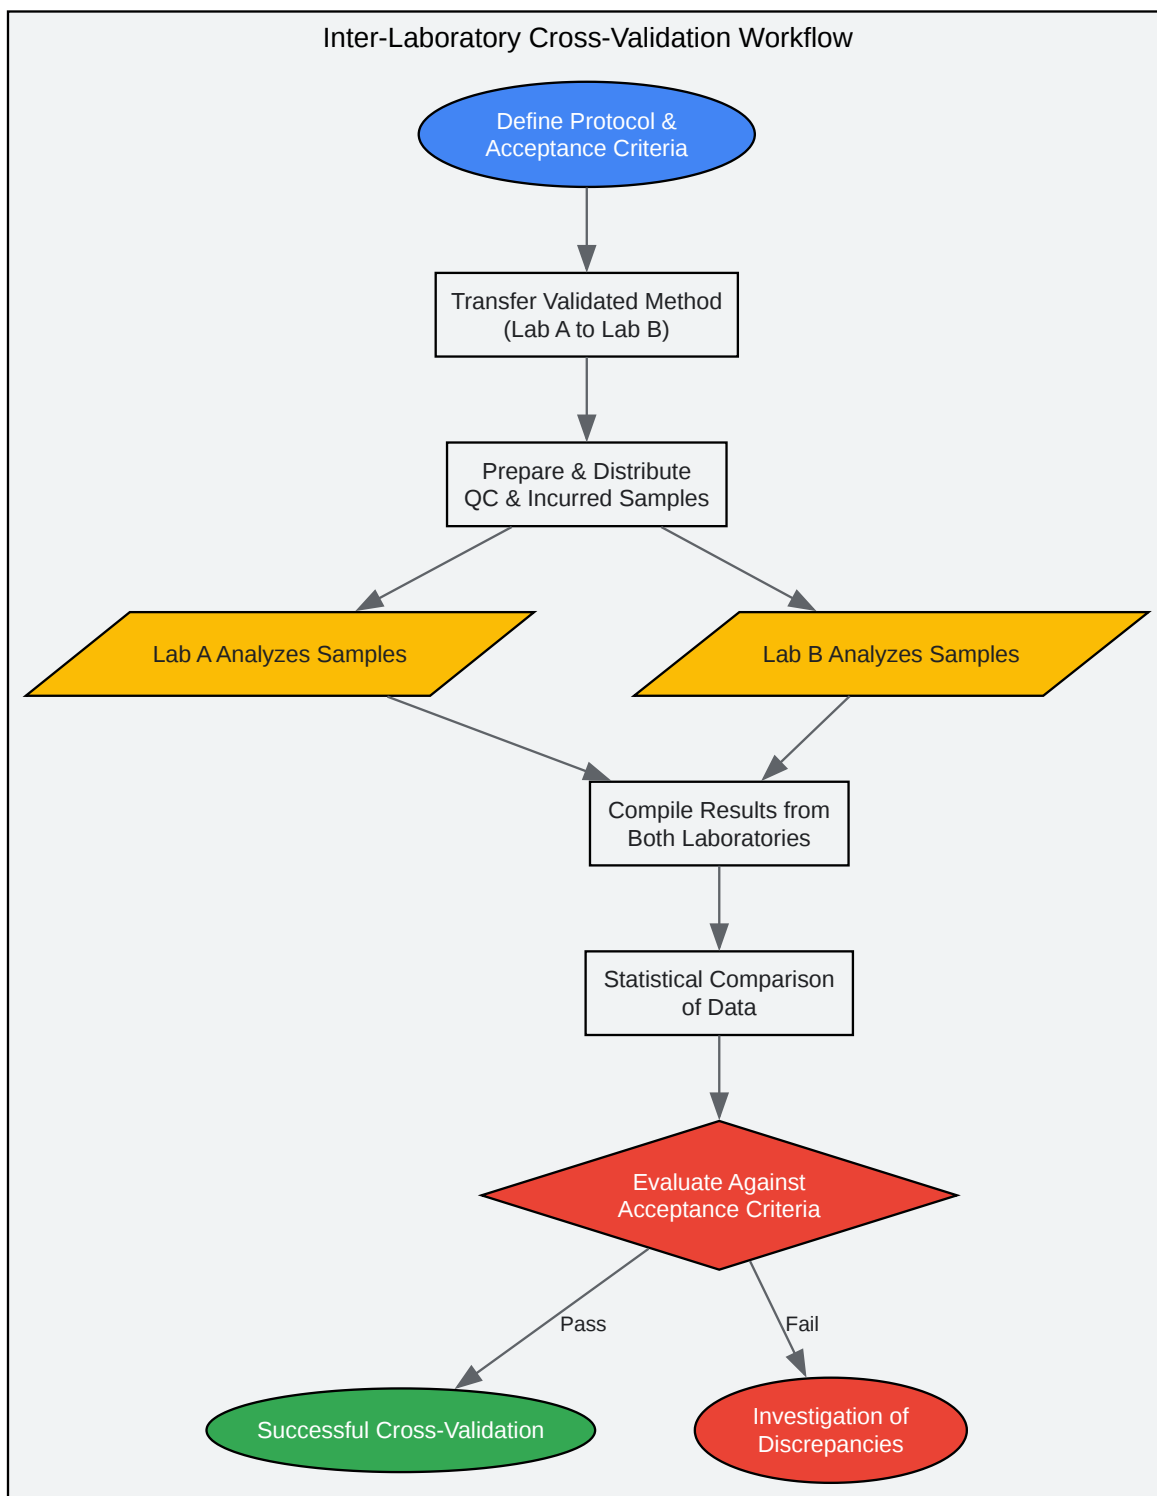 Inter-Laboratory Cross-Validation Workflow
Define Protocol &
Acceptance Criteria
Transfer Validated Method
(Lab A to Lab B)
Prepare & Distribute
QC & Incurred Samples
Lab A Analyzes Samples
Lab B Analyzes Samples
Compile Results from
Both Laboratories
Statistical Comparison
of Data
Evaluate Against
Acceptance Criteria
Pass
Fail
Successful Cross-Validation
Investigation of
Discrepancies